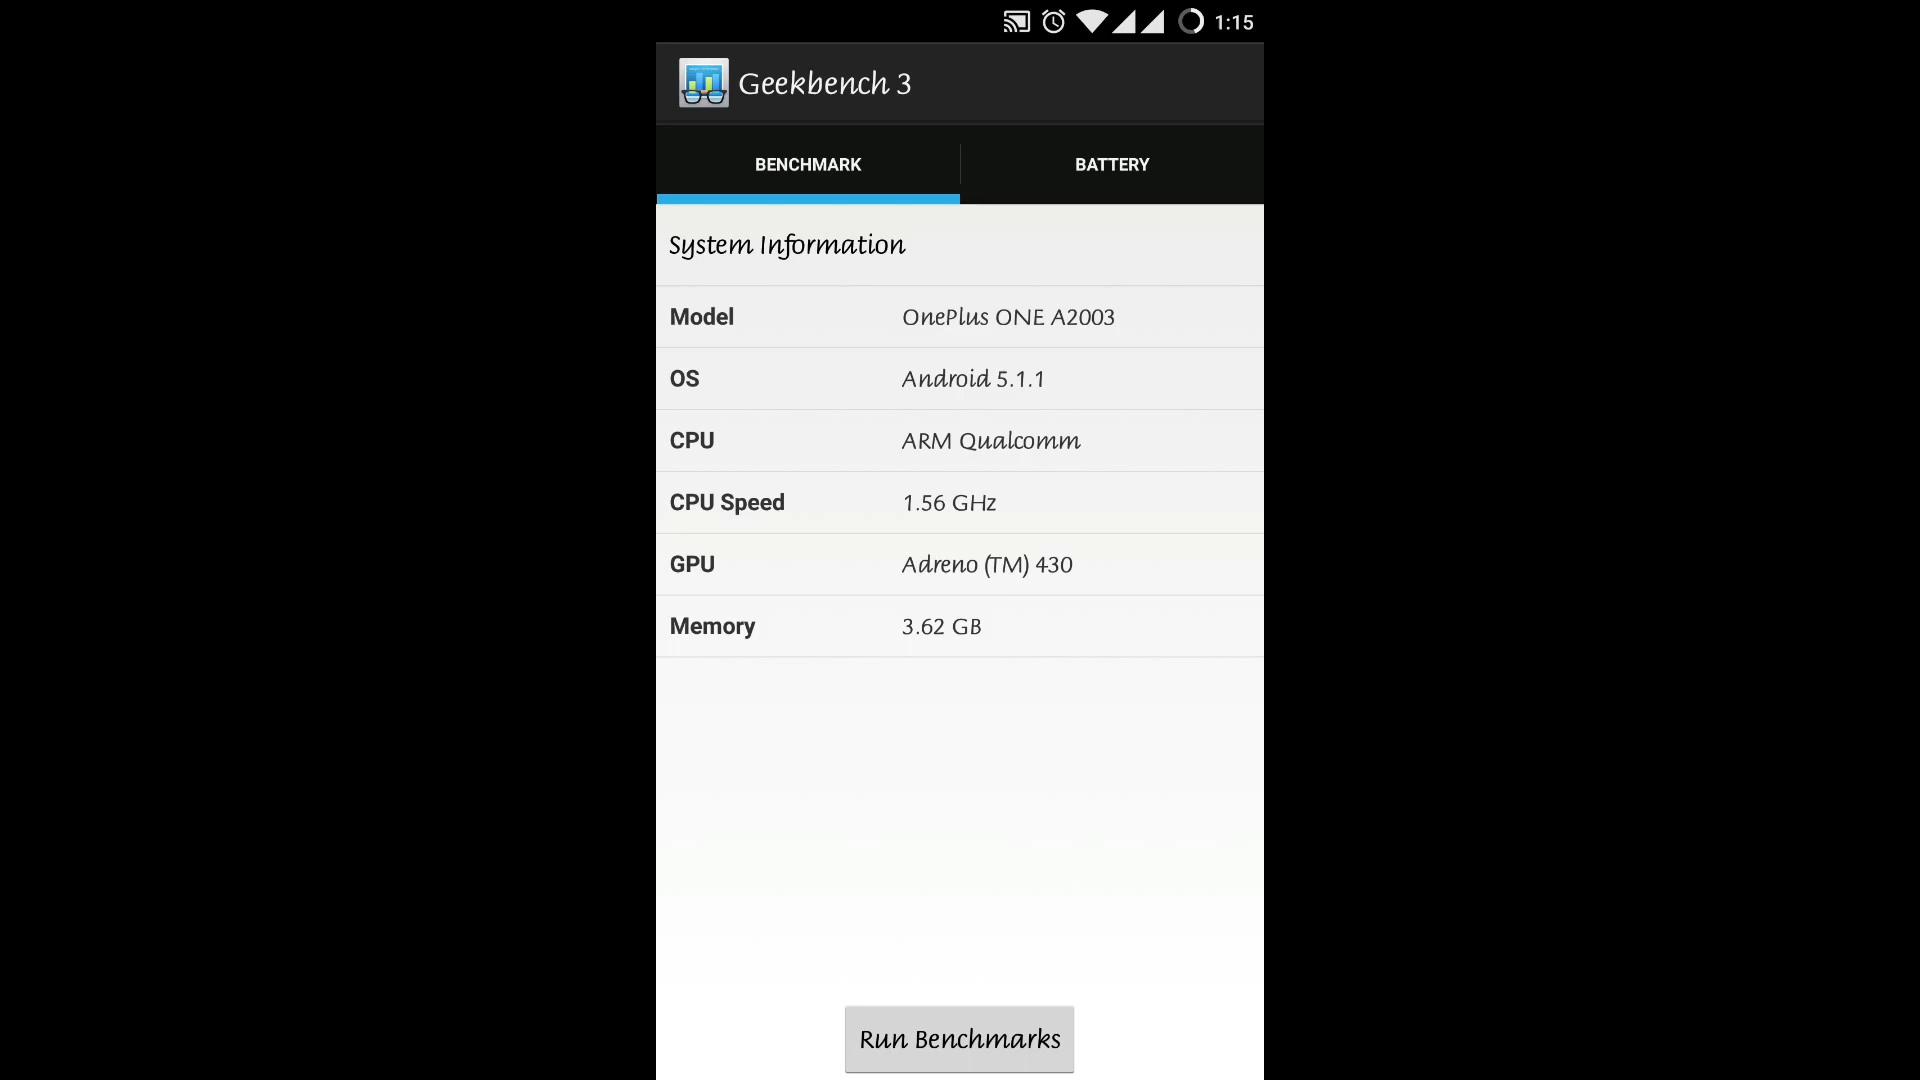 1:15
Geekbench 3
BENCHMARK BATTERY
System Information
Model OnePlus ONE A2003
OS Android 5.1.1
CPU ARM Qualcomm
CPU Speed 1.56 GHz
GPU Adreno (TM) 430
Memory 3.62 GB
Run Benchmarks